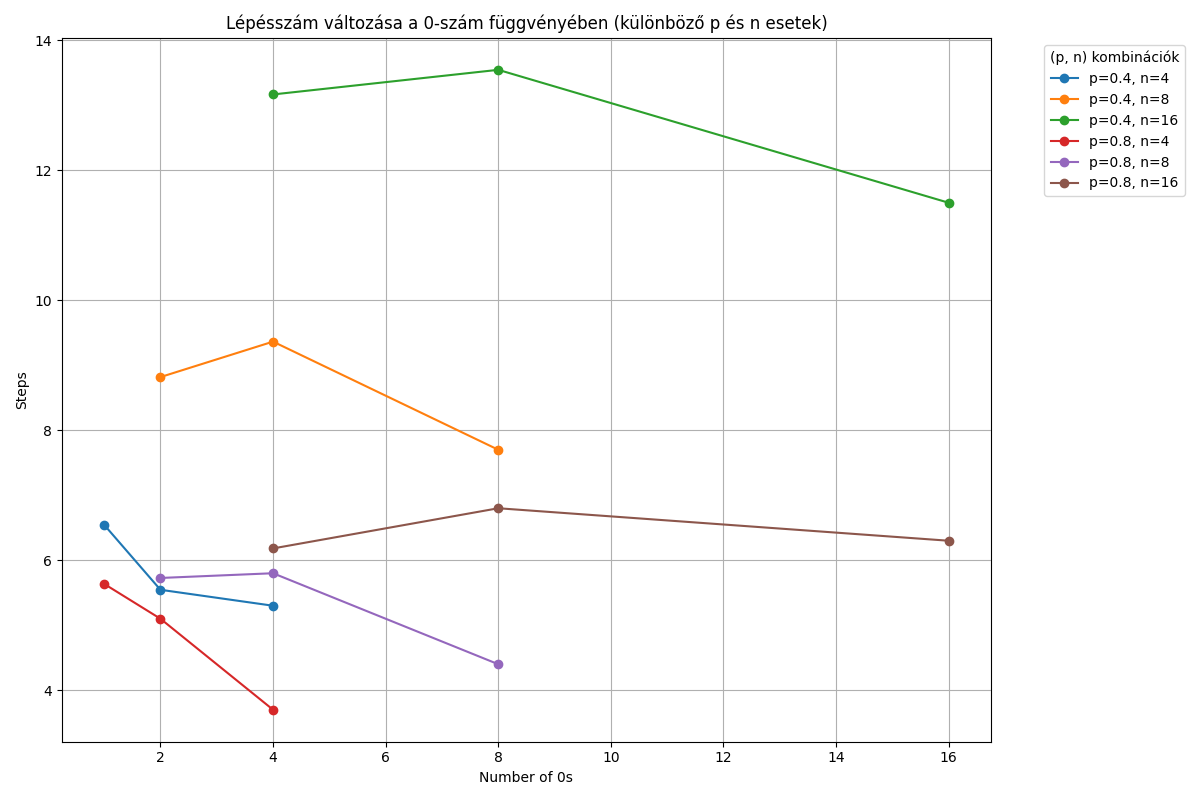 Lépésszám változása a 0-szám függvényében (különböző p és n esetek)
14
12
10
8
6
4
Steps
2 4 6 8 10 12 14 16
Number of 0s
(p, n) kombinációk
p=0.4, n=4
p=0.4, n=8
p=0.4, n=16
p=0.8, n=4
p=0.8, n=8
p=0.8, n=16